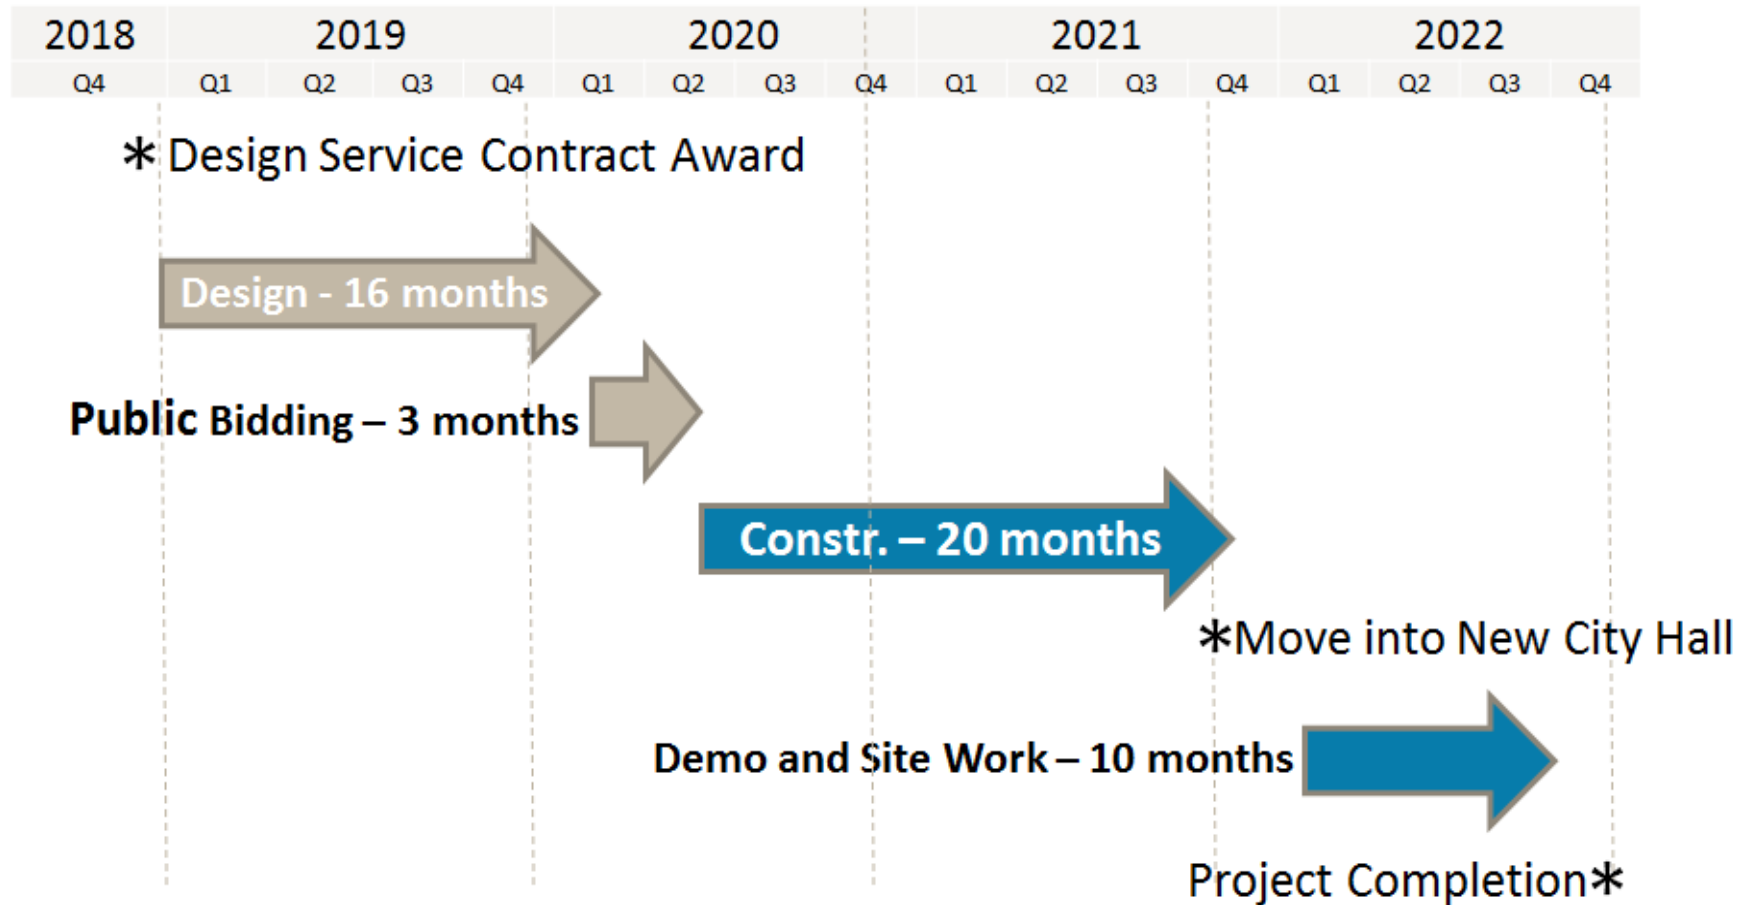 2018 2019 2020 2021 2022
Q4 Q1 Q2 Q3 Q4 Q1 Q2 Q3 Q4 Q1 Q2 Q3 Q4 Q1 Q2 Q3 Q4
* Design Service Contract Award
Design - 16 months
Public Bidding – 3 months
Constr. – 20 months
*Move into New City Hall
Demo and Site Work – 10 months
Project Completion*